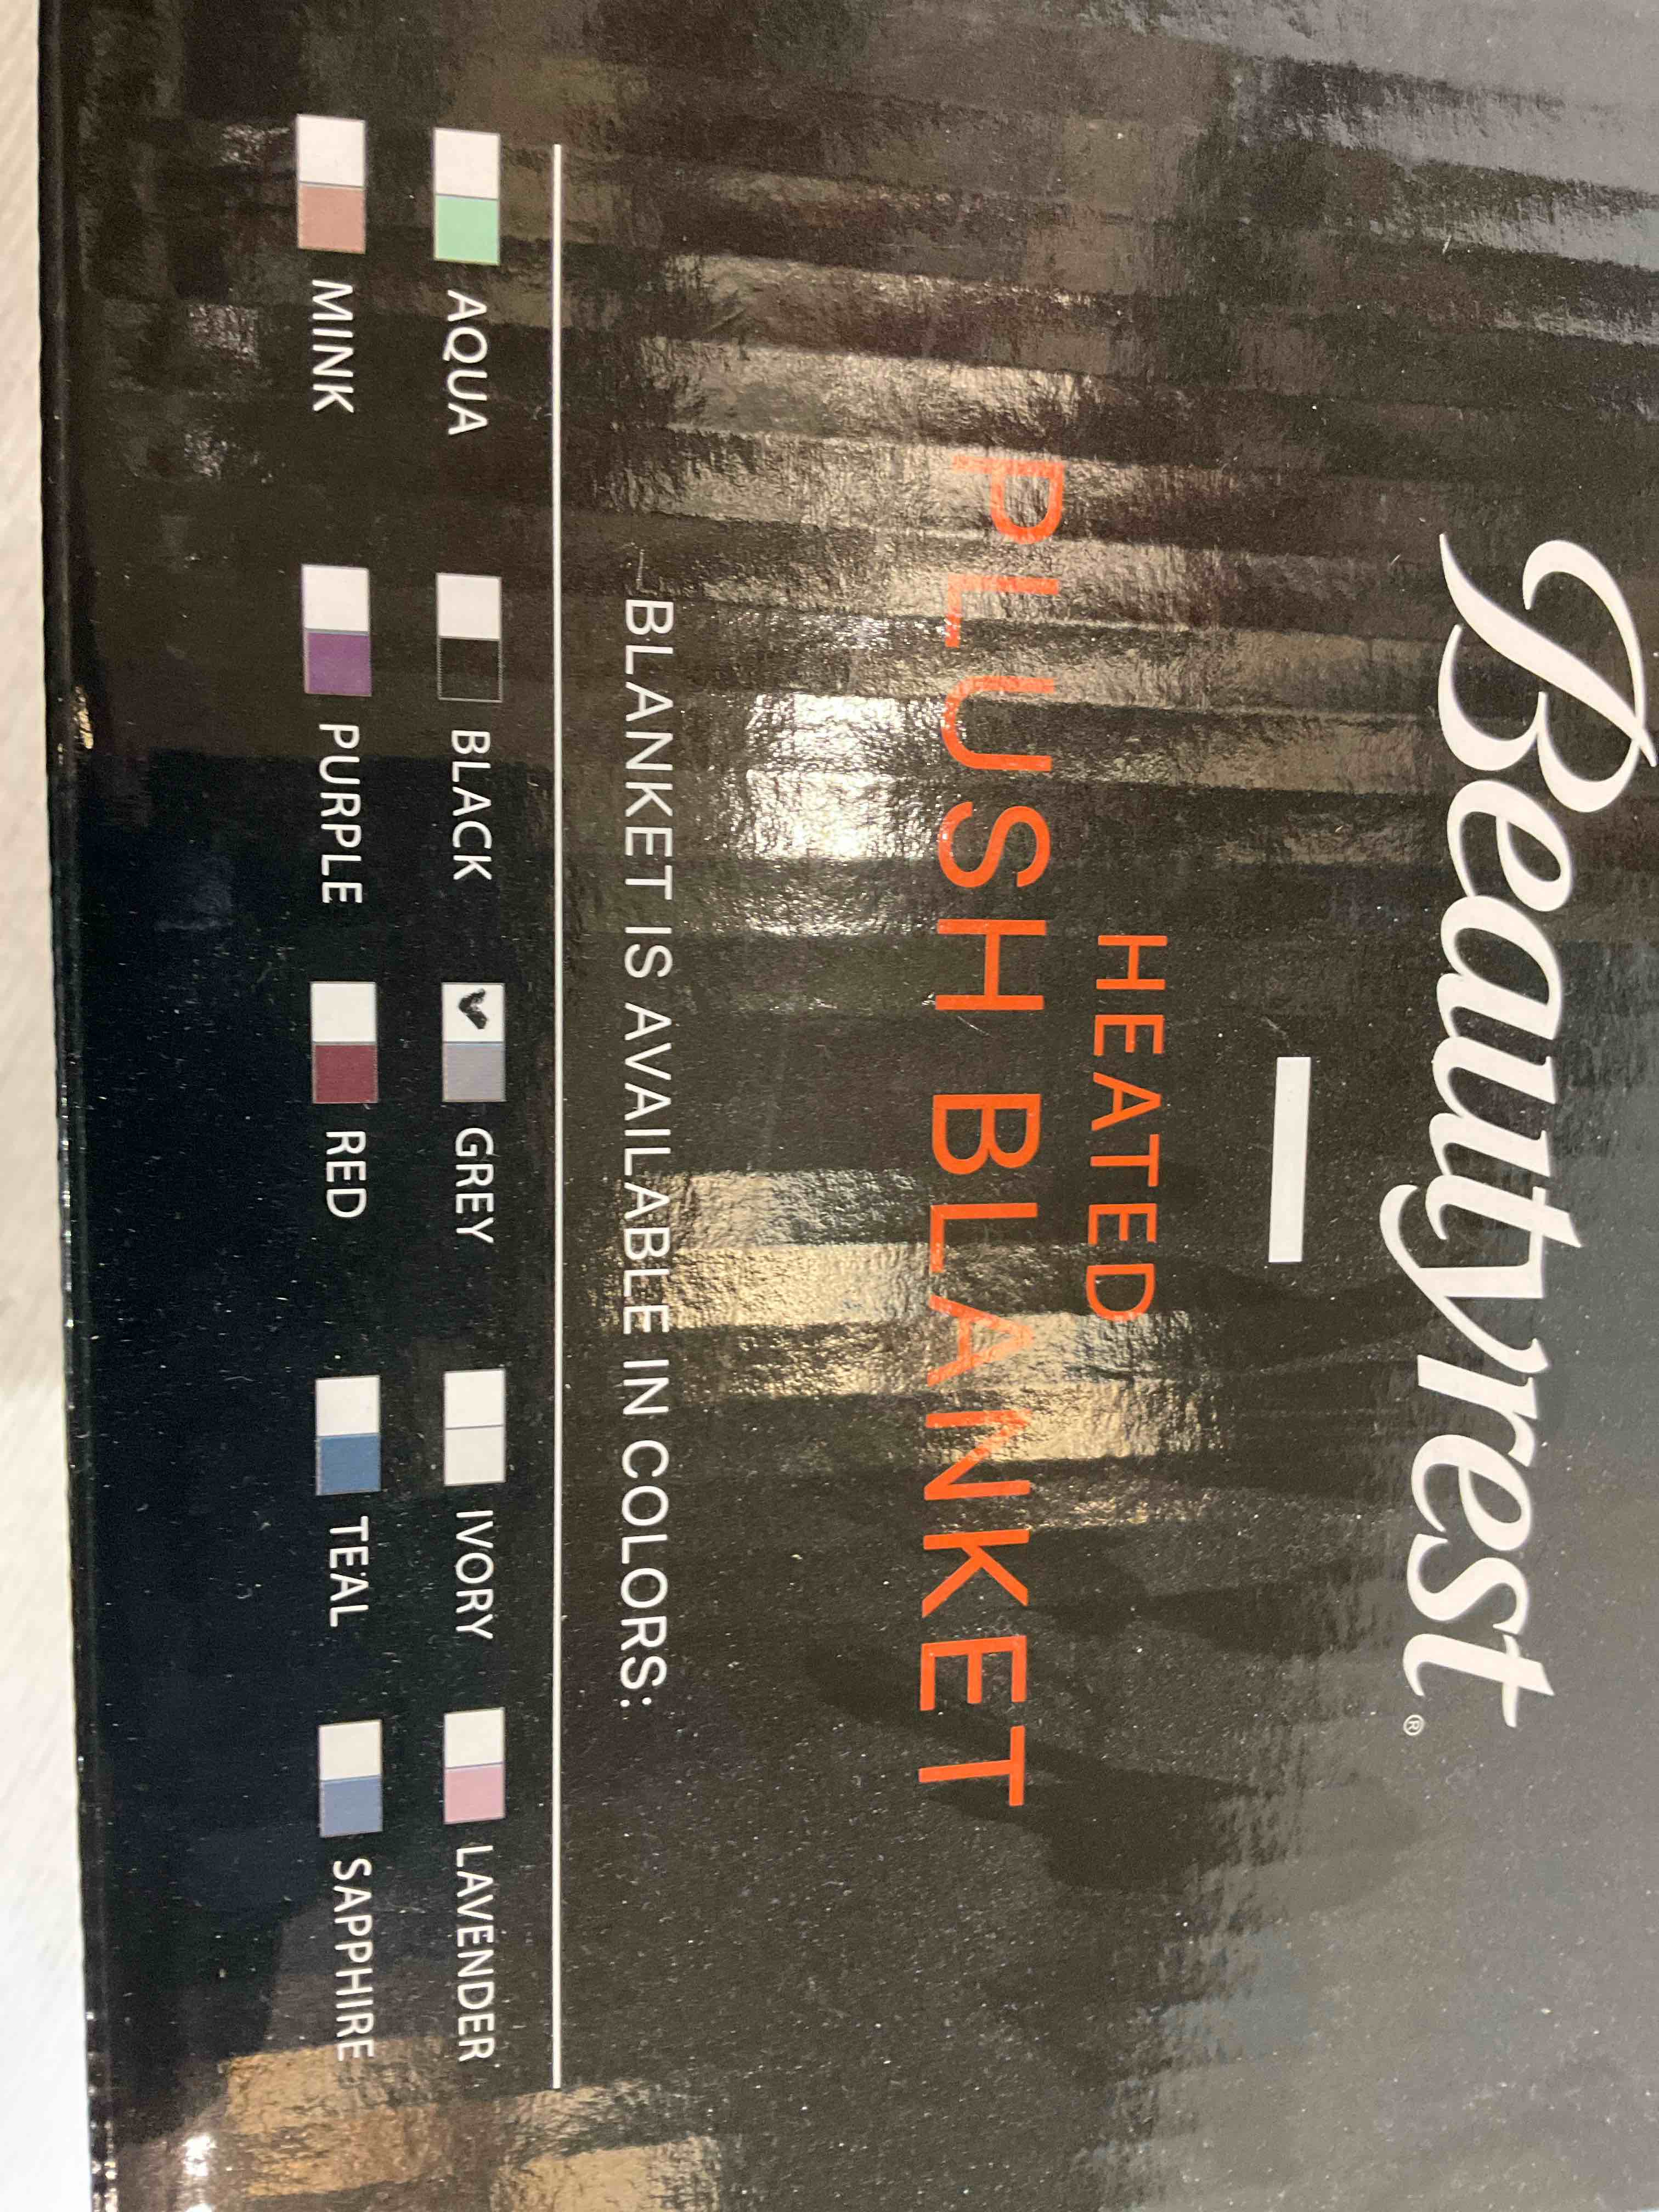 Beautyrest®
HEATED
PLUSH BLANKET
BLANKET IS AVAILABLE IN COLORS:
AQUA BLACK GREY IVORY LAVENDER
MINK PURPLE RED TEAL SAPPHIRE